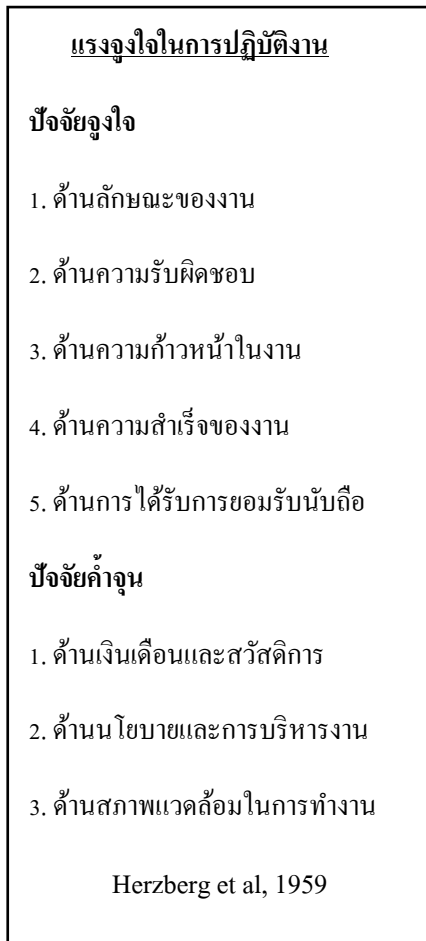 แรงจูงใจในการปฏิบัติงาน
ปัจจัยจูงใจ
1. ด้านลักษณะของงาน
2. ด้านความรับผิดชอบ
3. ด้านความก้าวหน้าในงาน
4. ด้านความสำเร็จของงาน
5. ด้านการได้รับการยอมรับนับถือ
ปัจจัยค้ำจุน
1. ด้านเงินเดือนและสวัสดิการ
2. ด้านนโยบายและการบริหารงาน
3. ด้านสภาพแวดล้อมในการทำงาน
Herzberg et al, 1959